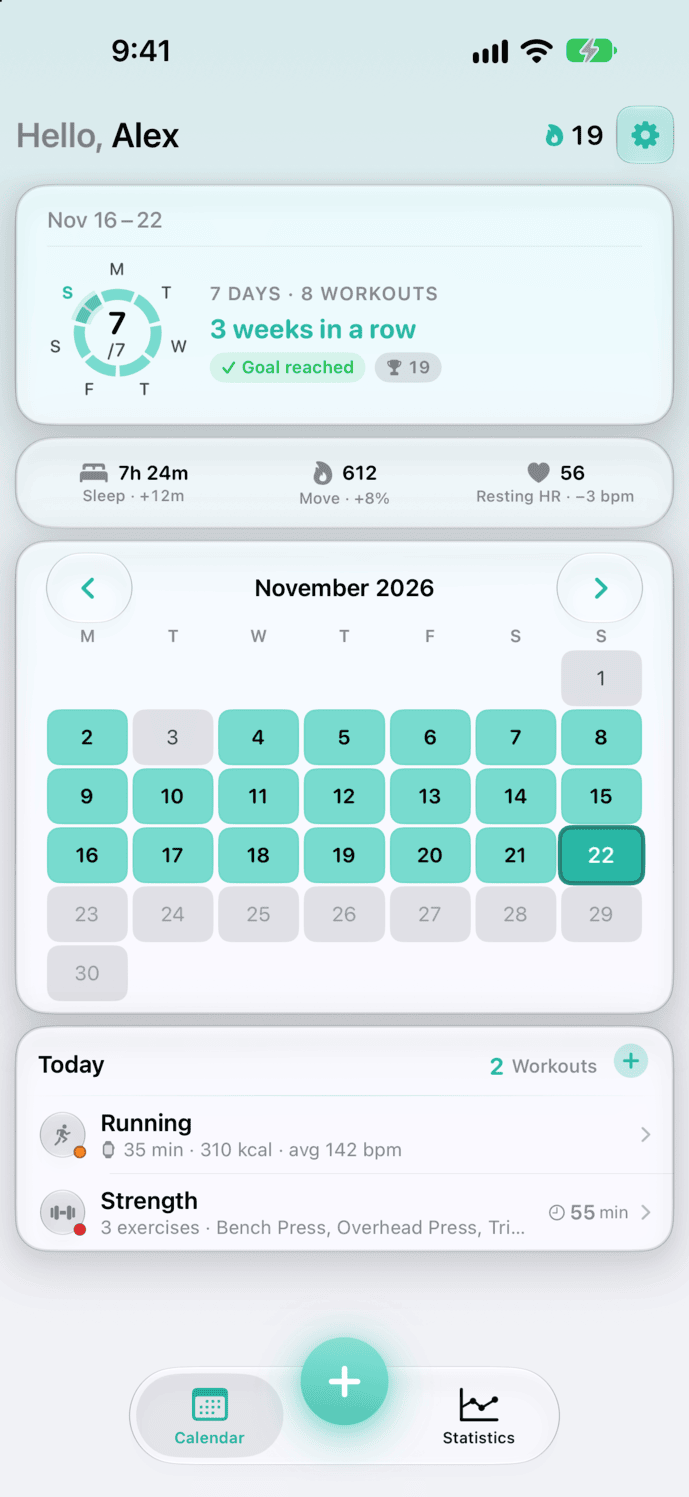 9:41
Hello, Alex 19
Nov 16 – 22
M
S T
7
S /7 W
F T
7 DAYS · 8 WORKOUTS
3 weeks in a row
Goal reached 19
7h 24m 612 56
Sleep · +12m Move · +8% Resting HR · −3 bpm
November 2026
M T W T F S S
1
2 3 4 5 6 7 8
9 10 11 12 13 14 15
16 17 18 19 20 21 22
23 24 25 26 27 28 29
30
Today 2 Workouts
Running
35 min · 310 kcal · avg 142 bpm
Strength
3 exercises · Bench Press, Overhead Press, Tri... 55 min
Calendar Statistics